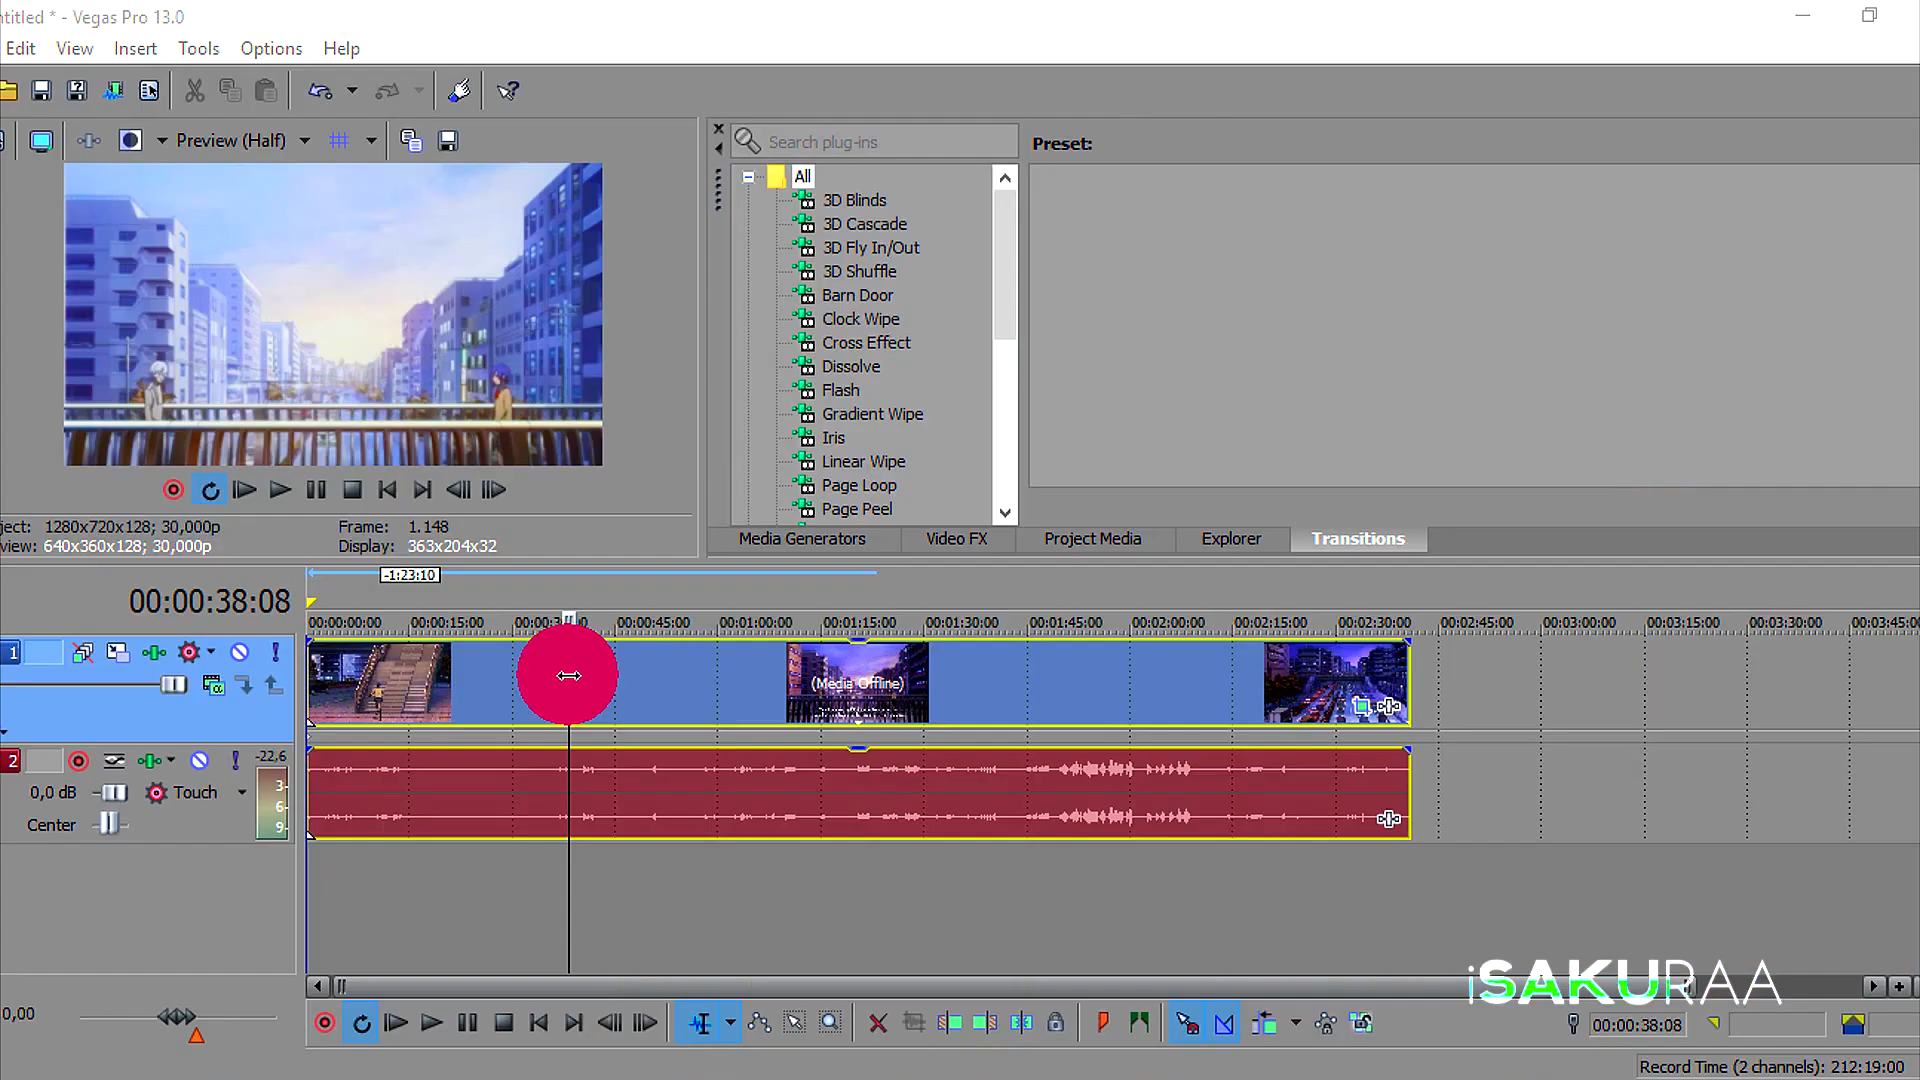 ntitled * - Vegas Pro 13.0
Edit View Insert Tools Options Help
Preview (Half)
Search plug-ins
Preset:
All
3D Blinds
3D Cascade
3D Fly In/Out
3D Shuffle
Barn Door
Clock Wipe
Cross Effect
Dissolve
Flash
Gradient Wipe
Iris
Linear Wipe
Page Loop
Page Peel
ject: 1280x720x128; 30,000p
Frame: 1.148
view: 640x360x128; 30,000p
Display: 363x204x32
Media Generators Video FX Project Media Explorer Transitions
-1:23:10
00:00:38:08
00:00:00:00 00:00:15:00 00:00:45:00 00:01:00:00 00:01:15:00 00:01:30:00 00:01:45:00 00:02:00:00 00:02:15:00 00:02:30:00 00:02:45:00 00:03:00:00 00:03:15:00 00:03:30:00 00:03:45:00
1
(Media Offline)
2
-22,6
0,0 dB
Touch
3-
6-
Center
9-
iSAKURAA
0,00
00:00:38:08
Record Time (2 channels): 212:19:00